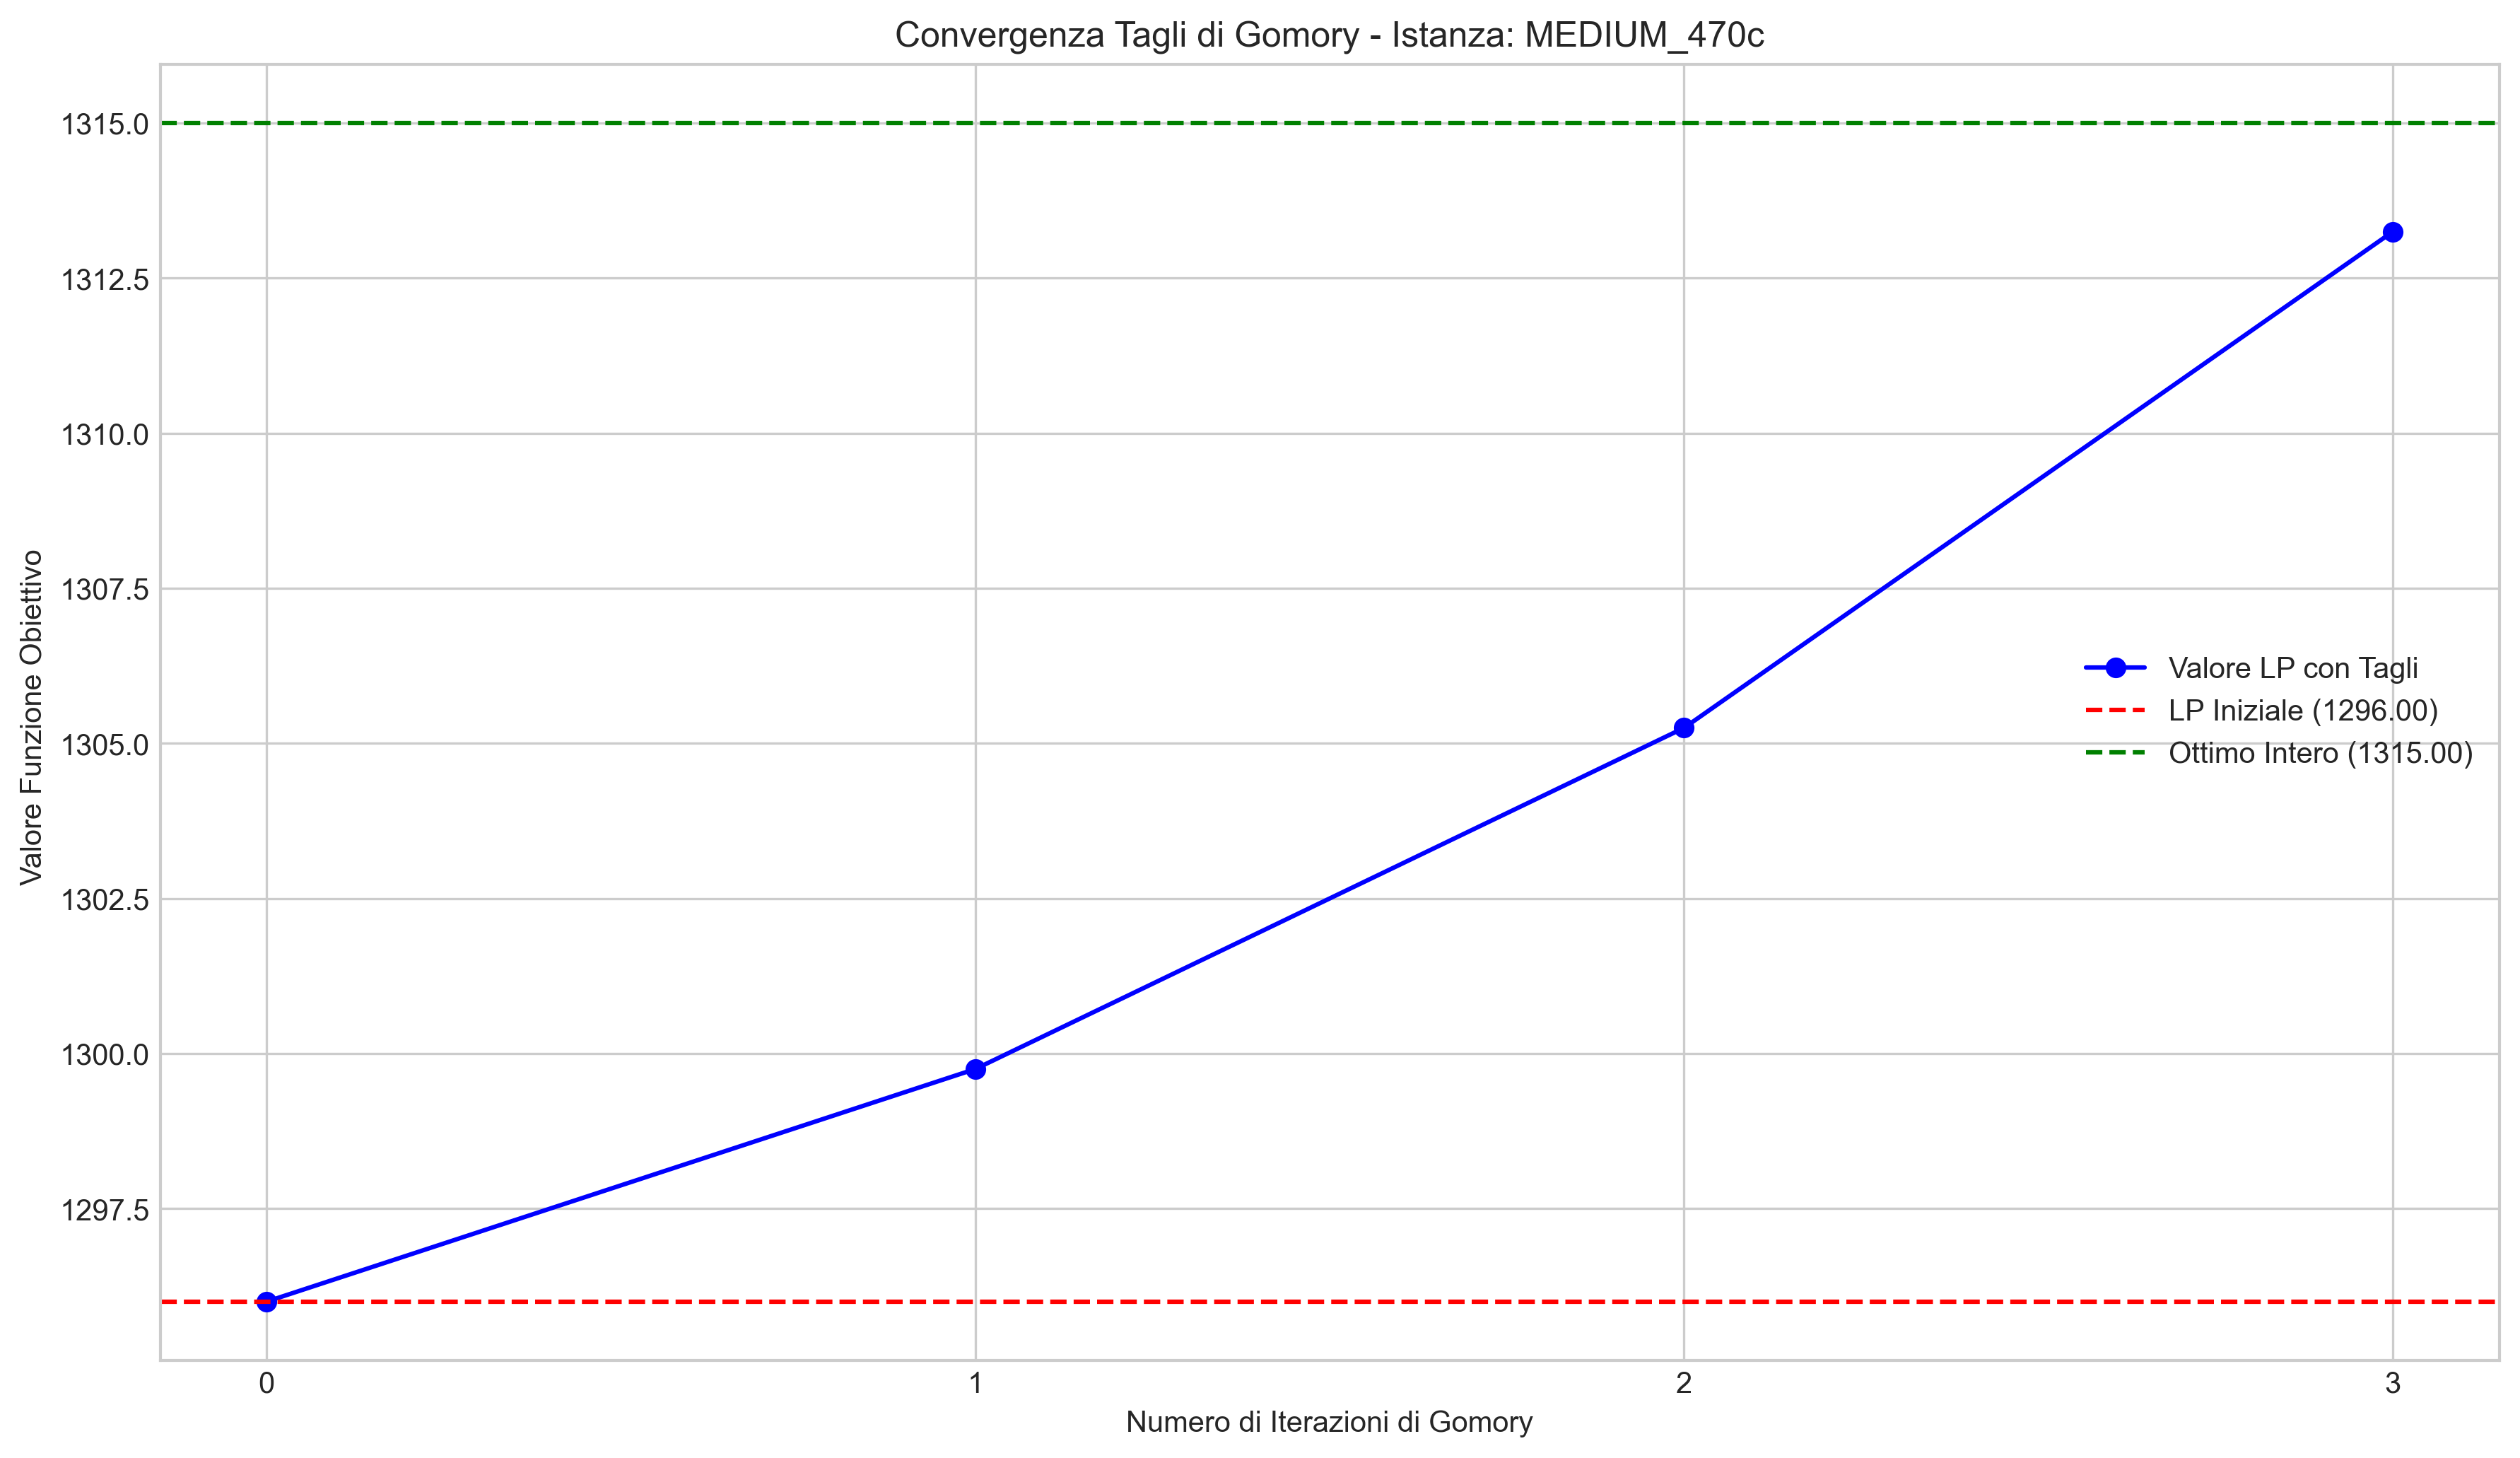 Convergenza Tagli di Gomory - Istanza: MEDIUM_470c
1315.0
1312.5
1310.0
1307.5
1305.0
1302.5
1300.0
1297.5
Valore Funzione Obiettivo
Valore LP con Tagli
LP Iniziale (1296.00)
Ottimo Intero (1315.00)
0 1 2 3
Numero di Iterazioni di Gomory